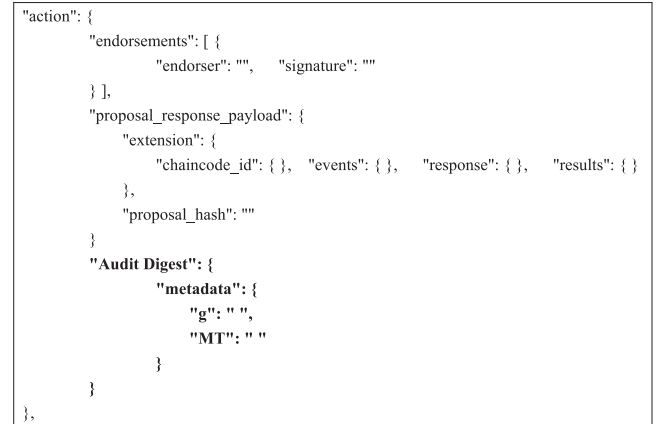 "action": {
"endorsements": [ {
"endorser": "", "signature": ""
} ],
"proposal_response_payload": {
"extension": {
"chaincode_id": { }, "events": { }, "response": { }, "results": { }
},
"proposal_hash": ""
}
"Audit Digest": {
"metadata": {
"g": " ",
"MT": " "
}
}
},